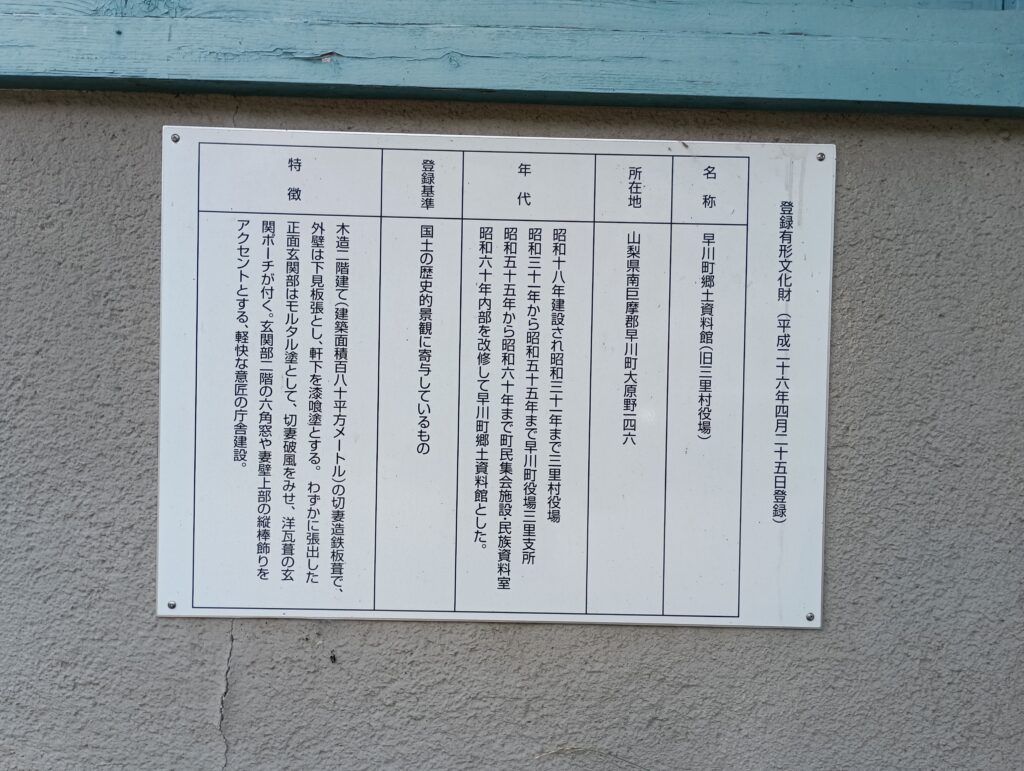 登録有形文化財 (平成二十六年四月二十五日登録)
名称
早川町郷土資料館(旧三里村役場)
所在地
山梨県南巨摩郡早川町大原野一四六
年代
昭和十八年建設され昭和三十一年まで三里村役場
昭和三十一年から昭和五十五年まで早川町役場三里支所
昭和五十五年から昭和六十年まで町民集会施設・民族資料室
昭和六十年内部を改修して早川町郷土資料館とした。
登録基準
国土の歴史的景観に寄与しているもの
特徴
木造二階建て(建築面積百八十平方メートル)の切妻造鉄板葺で、
外壁は下見板張とし、軒下を漆喰塗とする。わずかに張出した
正面玄関部はモルタル塗として、切妻破風をみせ、洋瓦葺の玄
関ポーチが付く。玄関部二階の六角窓や妻壁上部の縦棒飾りを
アクセントとする、軽快な意匠の庁舎建設。